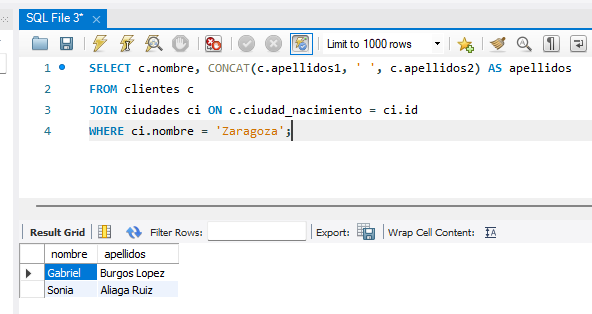 SQL File 3*
Limit to 1000 rows
1 SELECT c.nombre, CONCAT(c.apellidos1, ' ', c.apellidos2) AS apellidos
2 FROM clientes c
3 JOIN ciudades ci ON c.ciudad_nacimiento = ci.id
4 WHERE ci.nombre = 'Zaragoza';
Result Grid Filter Rows: Export: Wrap Cell Content:
nombre apellidos
Gabriel Burgos Lopez
Sonia Aliaga Ruiz